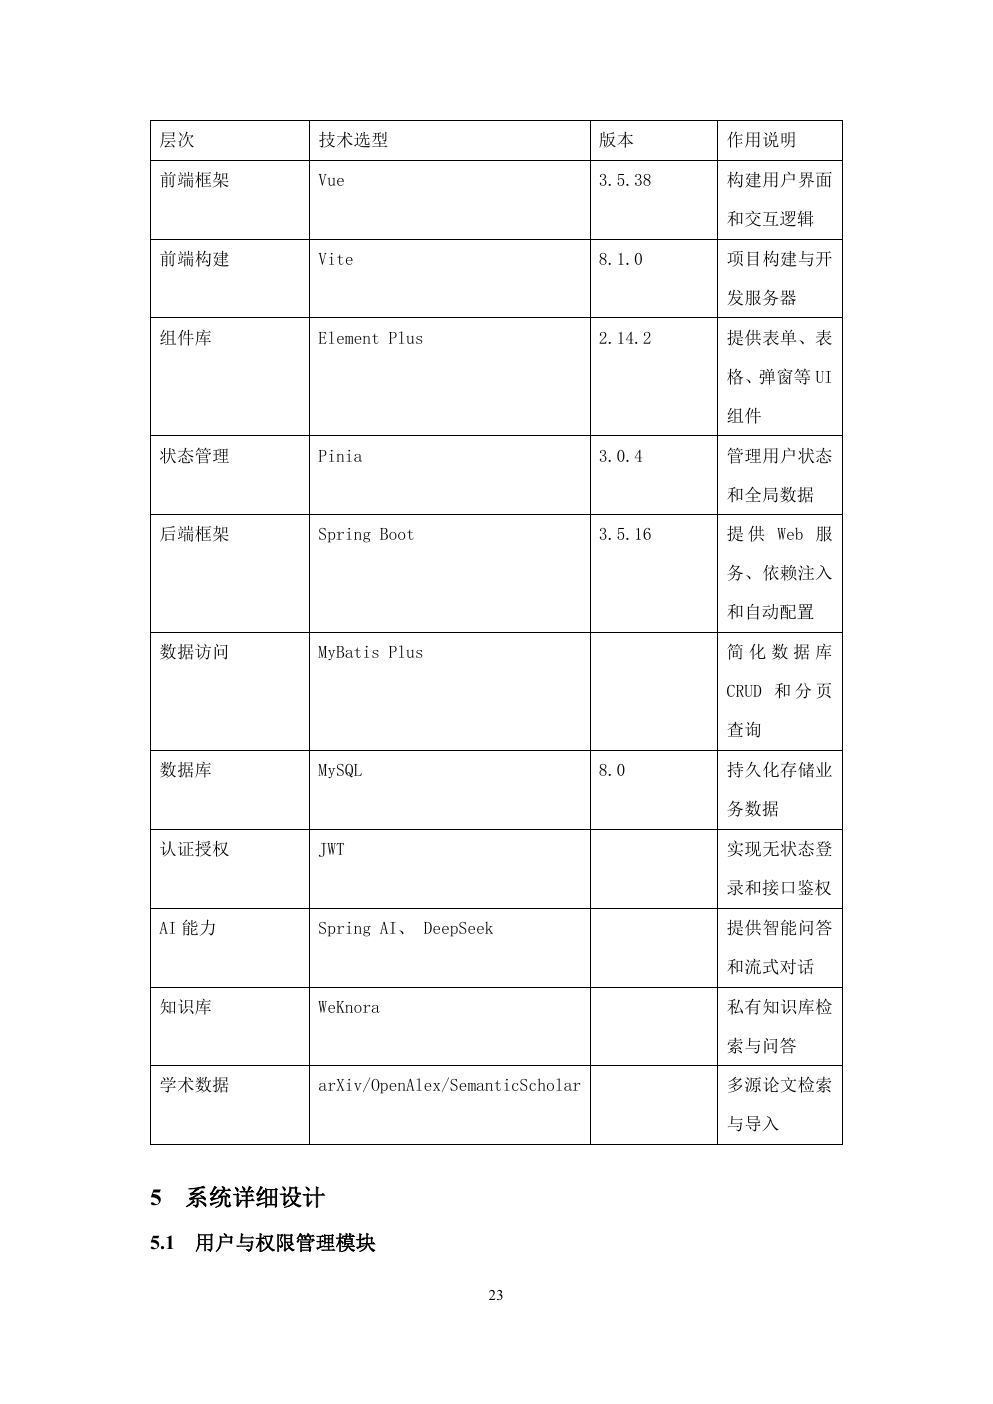 层次 技术选型 版本 作用说明
前端框架 Vue 3.5.38 构建用户界面
和交互逻辑
前端构建 Vite 8.1.0 项目构建与开
发服务器
组件库 Element Plus 2.14.2 提供表单、表
格、弹窗等 UI
组件
状态管理 Pinia 3.0.4 管理用户状态
和全局数据
后端框架 Spring Boot 3.5.16 提供 Web 服
务、依赖注入
和自动配置
数据访问 MyBatis Plus 简化数据库
CRUD 和分页
查询
数据库 MySQL 8.0 持久化存储业
务数据
认证授权 JWT 实现无状态登
录和接口鉴权
AI 能力 Spring AI、 DeepSeek 提供智能问答
和流式对话
知识库 WeKnora 私有知识库检
索与问答
学术数据 arXiv/OpenAlex/SemanticScholar 多源论文检索
与导入
5 系统详细设计
5.1 用户与权限管理模块
23